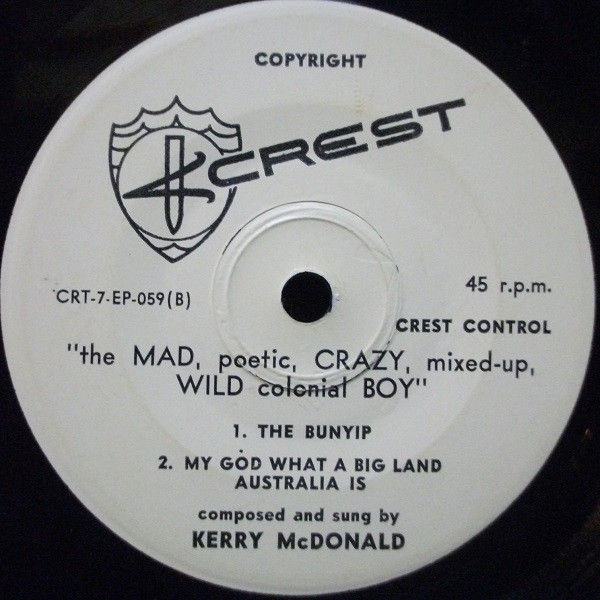 COPYRIGHT
CREST
CRT-7-EP-059(B)
45 r.p.m.
CREST CONTROL
"the MAD, poetic, CRAZY, mixed-up,
WILD colonial BOY"
1. THE BUNYIP
2. MY GOD WHAT A BIG LAND
AUSTRALIA IS
composed and sung by
KERRY McDONALD